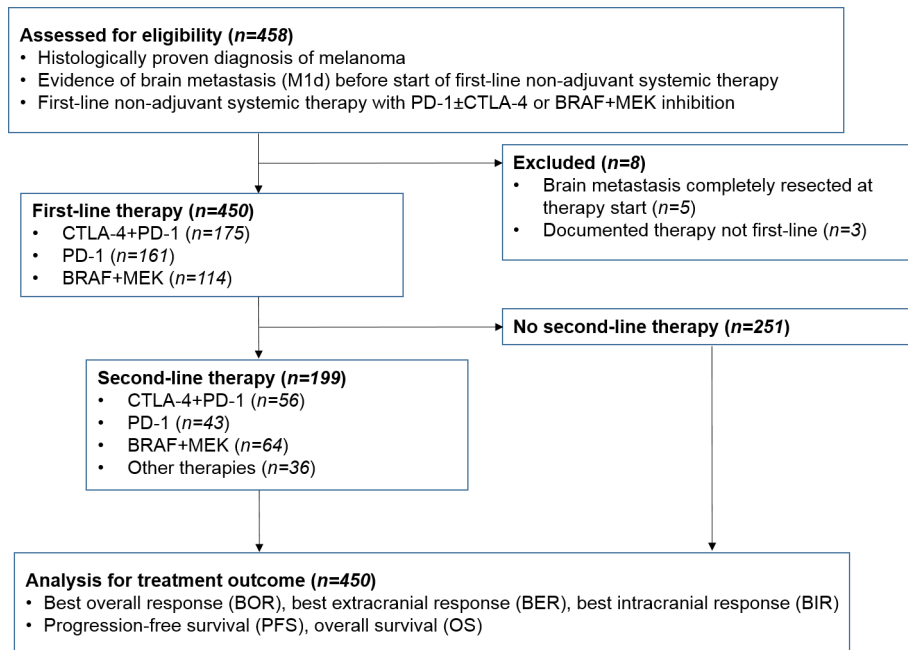 Assessed for eligibility (n=458)
• Histologically proven diagnosis of melanoma
• Evidence of brain metastasis (M1d) before start of first-line non-adjuvant systemic therapy
• First-line non-adjuvant systemic therapy with PD-1±CTLA-4 or BRAF+MEK inhibition
Excluded (n=8)
• Brain metastasis completely resected at
therapy start (n=5)
• Documented therapy not first-line (n=3)
First-line therapy (n=450)
• CTLA-4+PD-1 (n=175)
• PD-1 (n=161)
• BRAF+MEK (n=114)
No second-line therapy (n=251)
Second-line therapy (n=199)
• CTLA-4+PD-1 (n=56)
• PD-1 (n=43)
• BRAF+MEK (n=64)
• Other therapies (n=36)
Analysis for treatment outcome (n=450)
• Best overall response (BOR), best extracranial response (BER), best intracranial response (BIR)
• Progression-free survival (PFS), overall survival (OS)